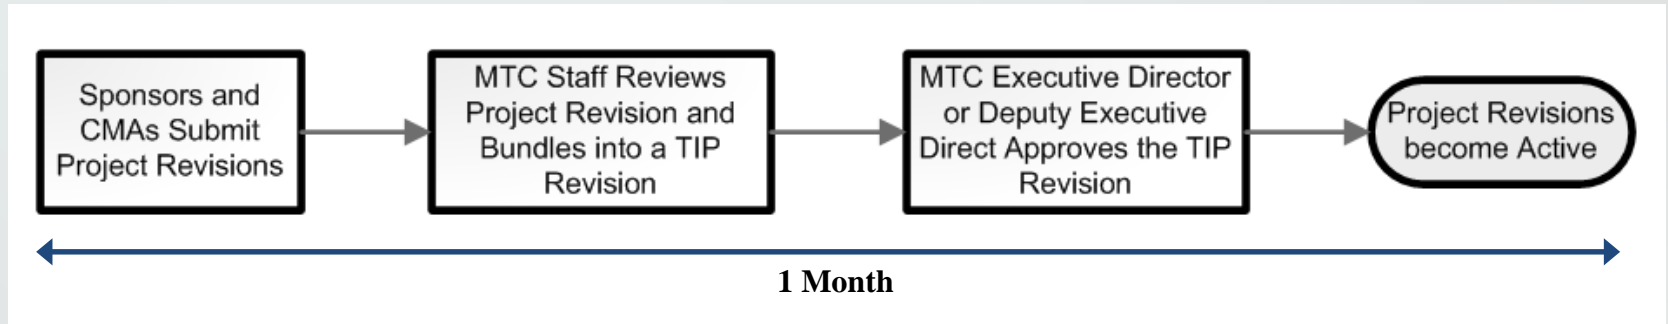 Sponsors and
CMAs Submit
Project Revisions
MTC Staff Reviews
Project Revision and
Bundles into a TIP
Revision
MTC Executive Director
or Deputy Executive
Direct Approves the TIP
Revision
Project Revisions
become Active
1 Month